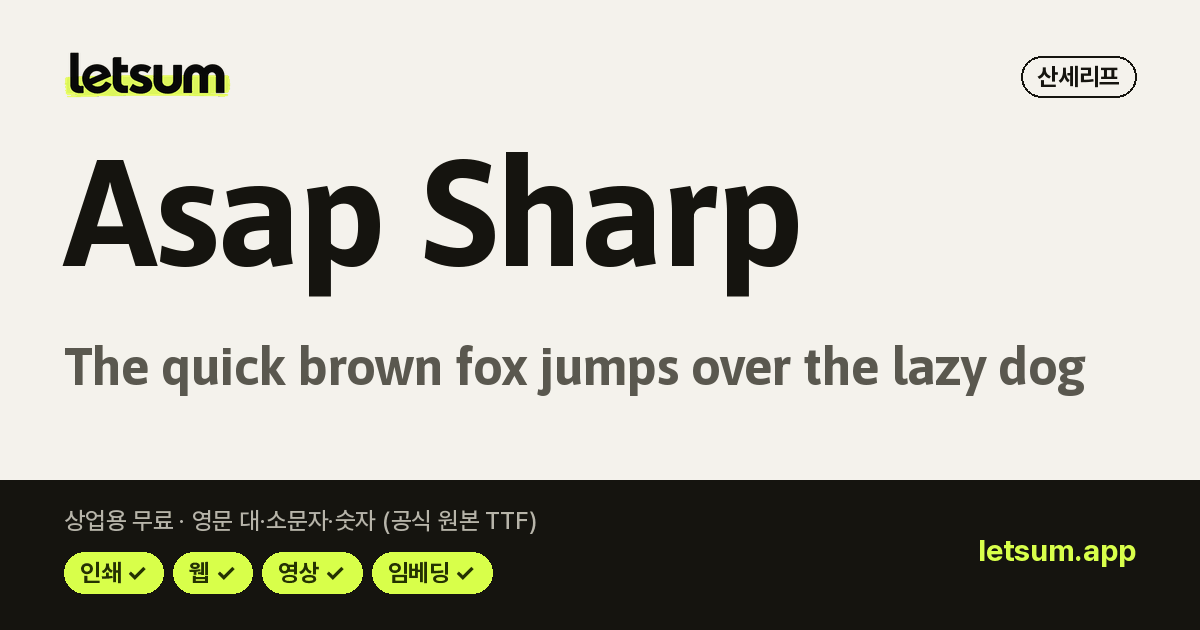 letsum
산세리프
Asap Sharp
The quick brown fox jumps over the lazy dog
상업용 무료 · 영문 대·소문자·숫자 (공식 원본 TTF)
인쇄 ✓ 웹 ✓ 영상 ✓ 임베딩 ✓
letsum.app